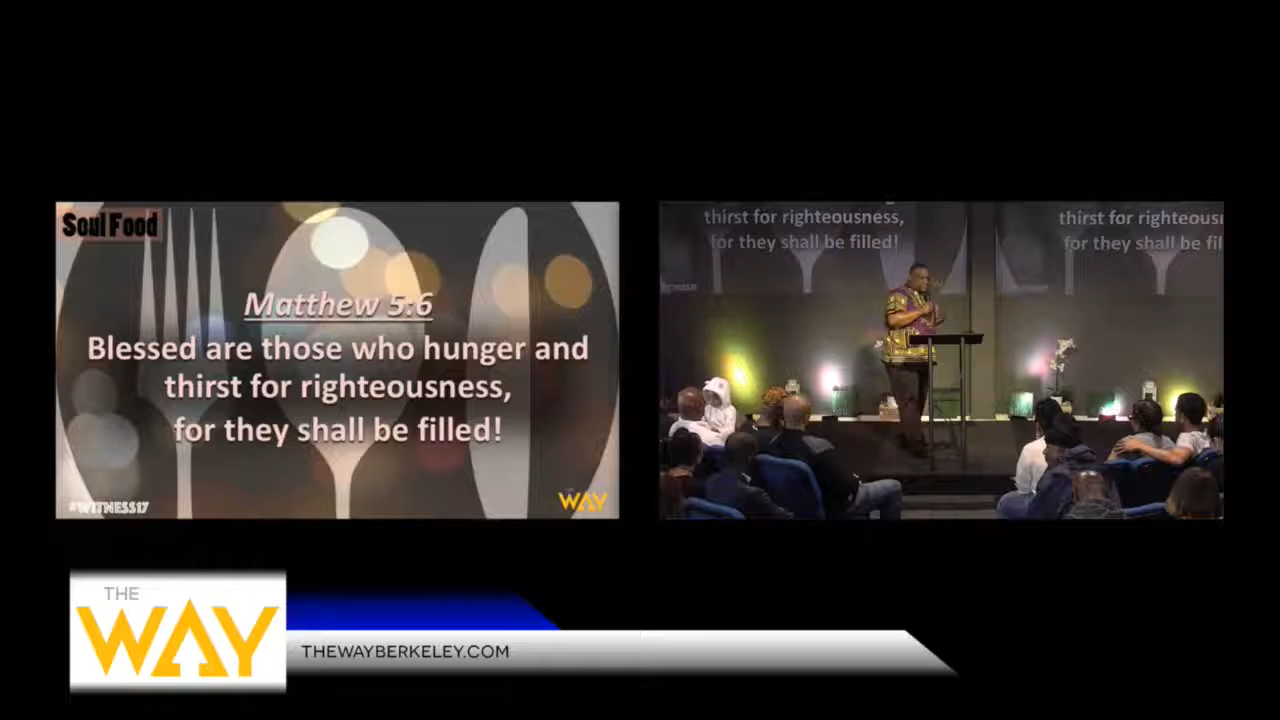 Soul Food
Matthew 5:6
Blessed are those who hunger and
thirst for righteousness,
for they shall be filled!
#WITNESS17
WAY
thirst for righteousness,
for they shall be filled!
thirst for righteousn
for they shall be fil
THE
WAY
THEWAYBERKELEY.COM